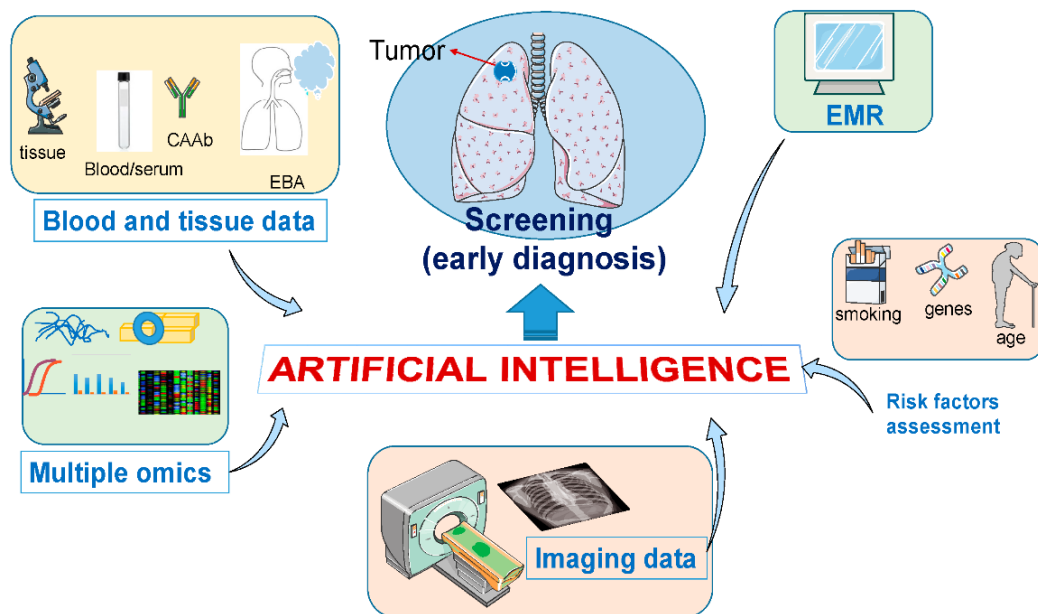 tissue
Blood/serum
CAAb
EBA
Blood and tissue data
Tumor
Screening
(early diagnosis)
EMR
smoking
genes
age
Risk factors
assessment
ARTIFICIAL INTELLIGENCE
Multiple omics
Imaging data